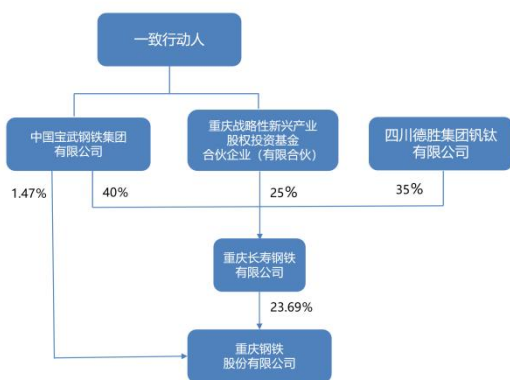 一致行动人
中国宝武钢铁集团
有限公司
重庆战略性新兴产业
股权投资基金
合伙企业（有限合伙）
四川德胜集团钒钛
有限公司
1.47%
40%
25%
35%
重庆长寿钢铁
有限公司
23.69%
重庆钢铁
股份有限公司